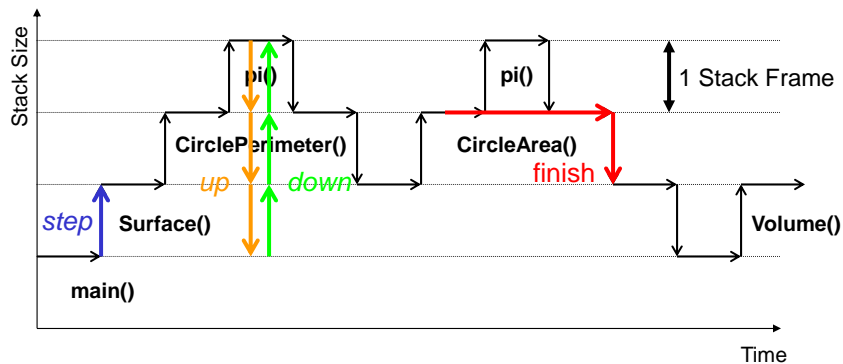 Stack Size
pi()
pi()
1 Stack Frame
CirclePerimeter()
CircleArea()
up
down
finish
step
Surface()
Volume()
main()
Time